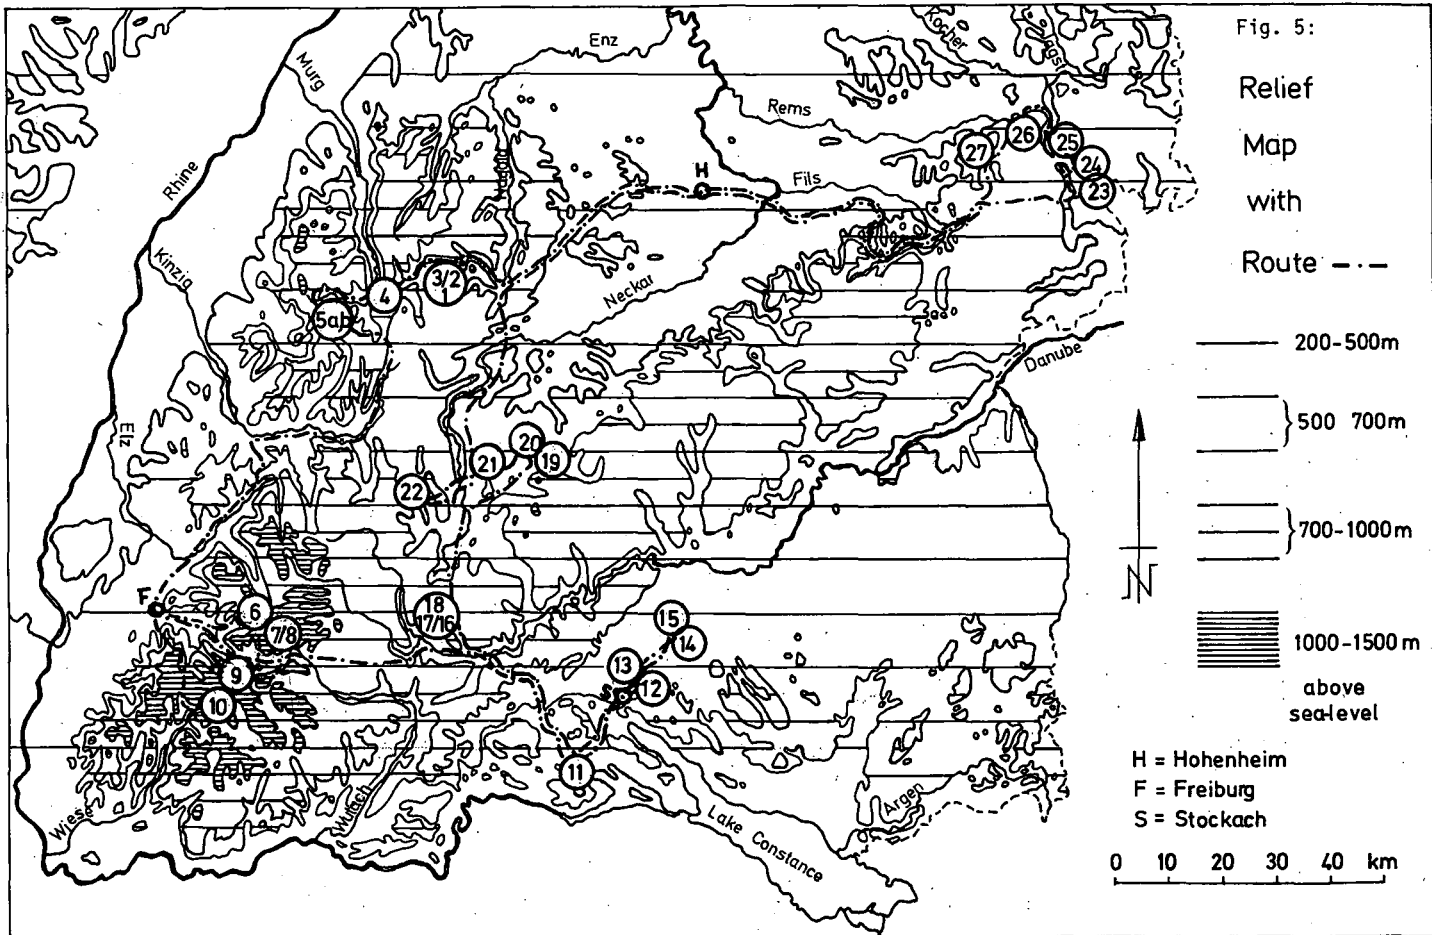 Fig. 5:
Relief
Map
with
Route
200-500m
500 700m
700-1000m
1000-1500m
above
sea-level
H = Hohenheim
F = Freiburg
S = Stockach
0 10 20 30 40 km
Kocher
Jagst
Enz
Murg
Rems
Nagold
Rhine
Fils
H
Kinzig
Neckar
Danube
Elz
F
S
Wiese
Wutach
Argen
Lake Constance
26
25
27
24
23
3/2
1
4
5ab
20
21
19
22
6
18
17/16
7/8
15
14
13
9
12
10
11
N